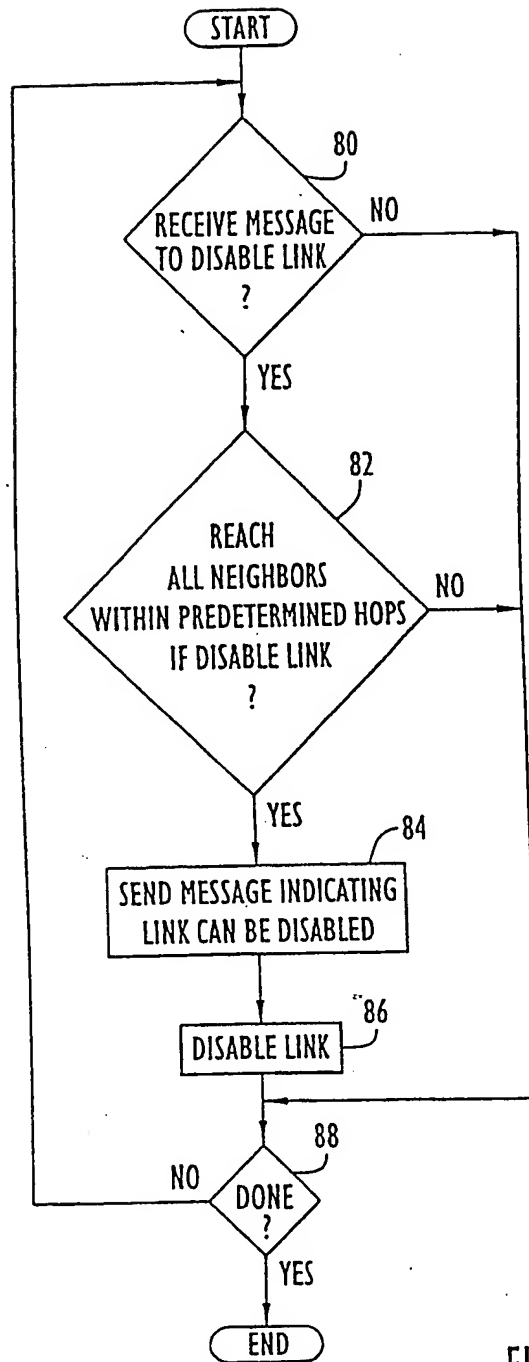 START
80
RECEIVE MESSAGE
TO DISABLE LINK
?
NO
YES
82
REACH
ALL NEIGHBORS
WITHIN PREDETERMINED HOPS
IF DISABLE LINK
?
NO
YES
84
SEND MESSAGE INDICATING
LINK CAN BE DISABLED
86
DISABLE LINK
88
NO
DONE
?
YES
END